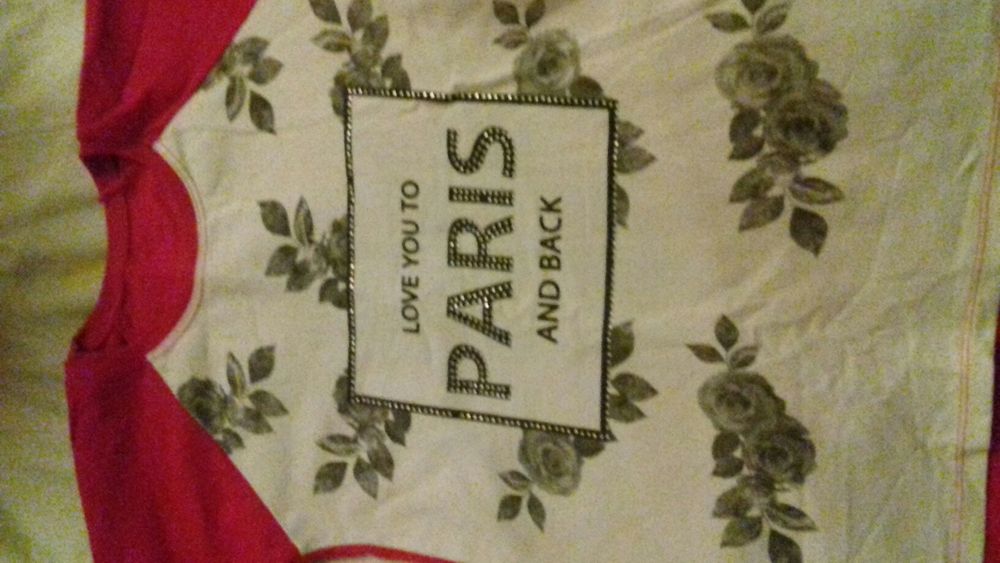 LOVE YOU TO
PARIS
AND BACK